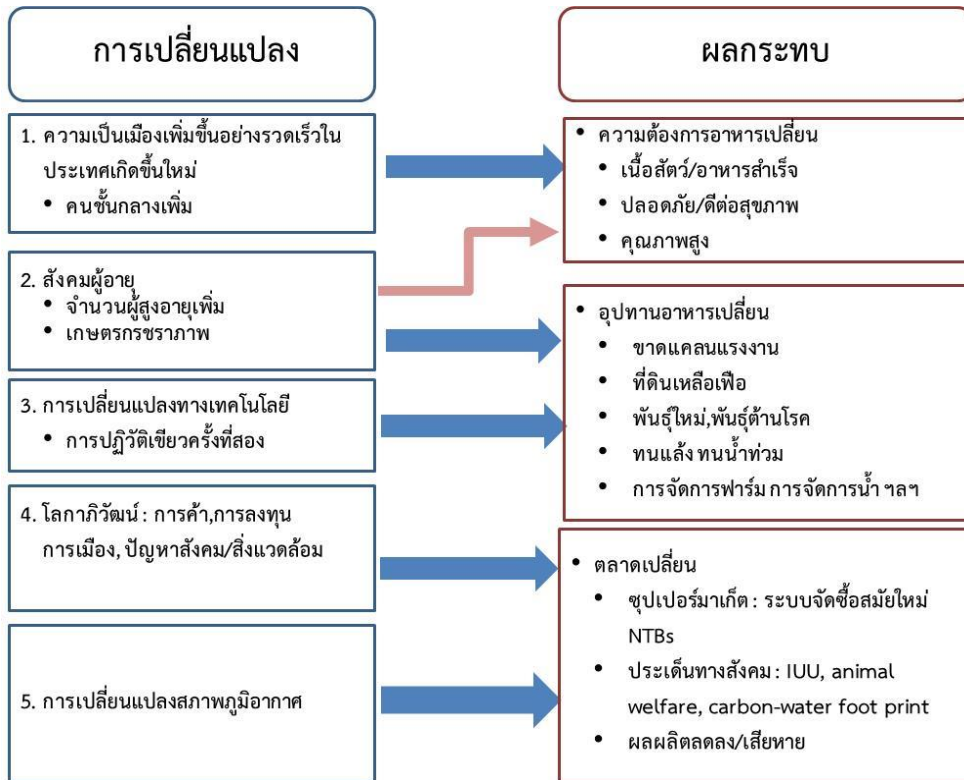 การเปลี่ยนแปลง
1. ความเป็นเมืองเพิ่มขึ้นอย่างรวดเร็วใน
ประเทศเกิดขึ้นใหม่
• คนชั้นกลางเพิ่ม
2. สังคมผู้อายุ
• จำนวนผู้สูงอายุเพิ่ม
• เกษตรกรชราภาพ
3. การเปลี่ยนแปลงทางเทคโนโลยี
• การปฏิวัติเขียวครั้งที่สอง
4. โลกาภิวัฒน์ : การค้า,การลงทุน
การเมือง, ปัญหาสังคม/สิ่งแวดล้อม
5. การเปลี่ยนแปลงสภาพภูมิอากาศ
ผลกระทบ
• ความต้องการอาหารเปลี่ยน
• เนื้อสัตว์/อาหารสำเร็จ
• ปลอดภัย/ดีต่อสุขภาพ
• คุณภาพสูง
• อุปทานอาหารเปลี่ยน
• ขาดแคลนแรงงาน
• ที่ดินเหลือเฟือ
• พันธุ์ใหม่,พันธุ์ต้านโรค
• ทนแล้ง ทนน้ำท่วม
• การจัดการฟาร์ม การจัดการน้ำ ฯลฯ
• ตลาดเปลี่ยน
• ซุปเปอร์มาเก็ต : ระบบจัดซื้อสมัยใหม่
NTBs
• ประเด็นทางสังคม : IUU, animal
welfare, carbon-water foot print
• ผลผลิตลดลง/เสียหาย